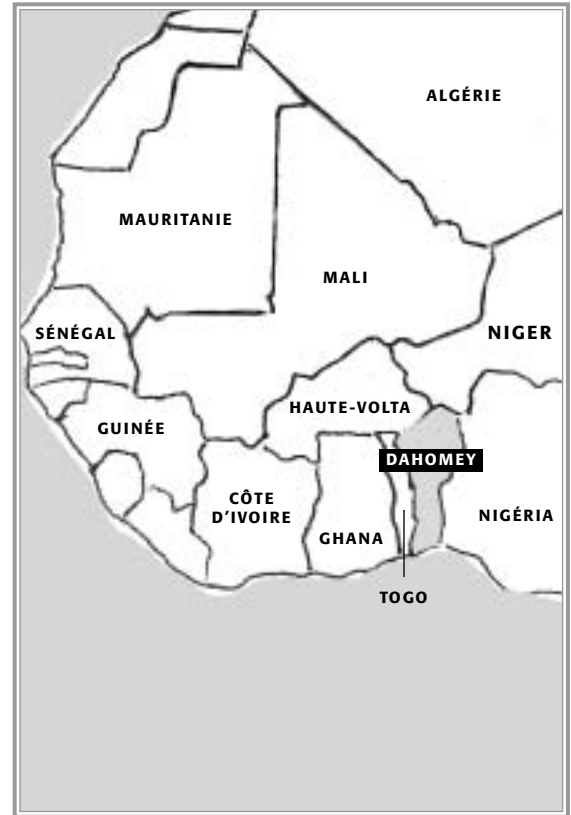 ALGÉRIE
MAURITANIE
MALI
SÉNÉGAL
NIGER
HAUTE-VOLTA
GUINÉE
DAHOMEY
CÔTE
D'IVOIRE
NIGÉRIA
GHANA
TOGO